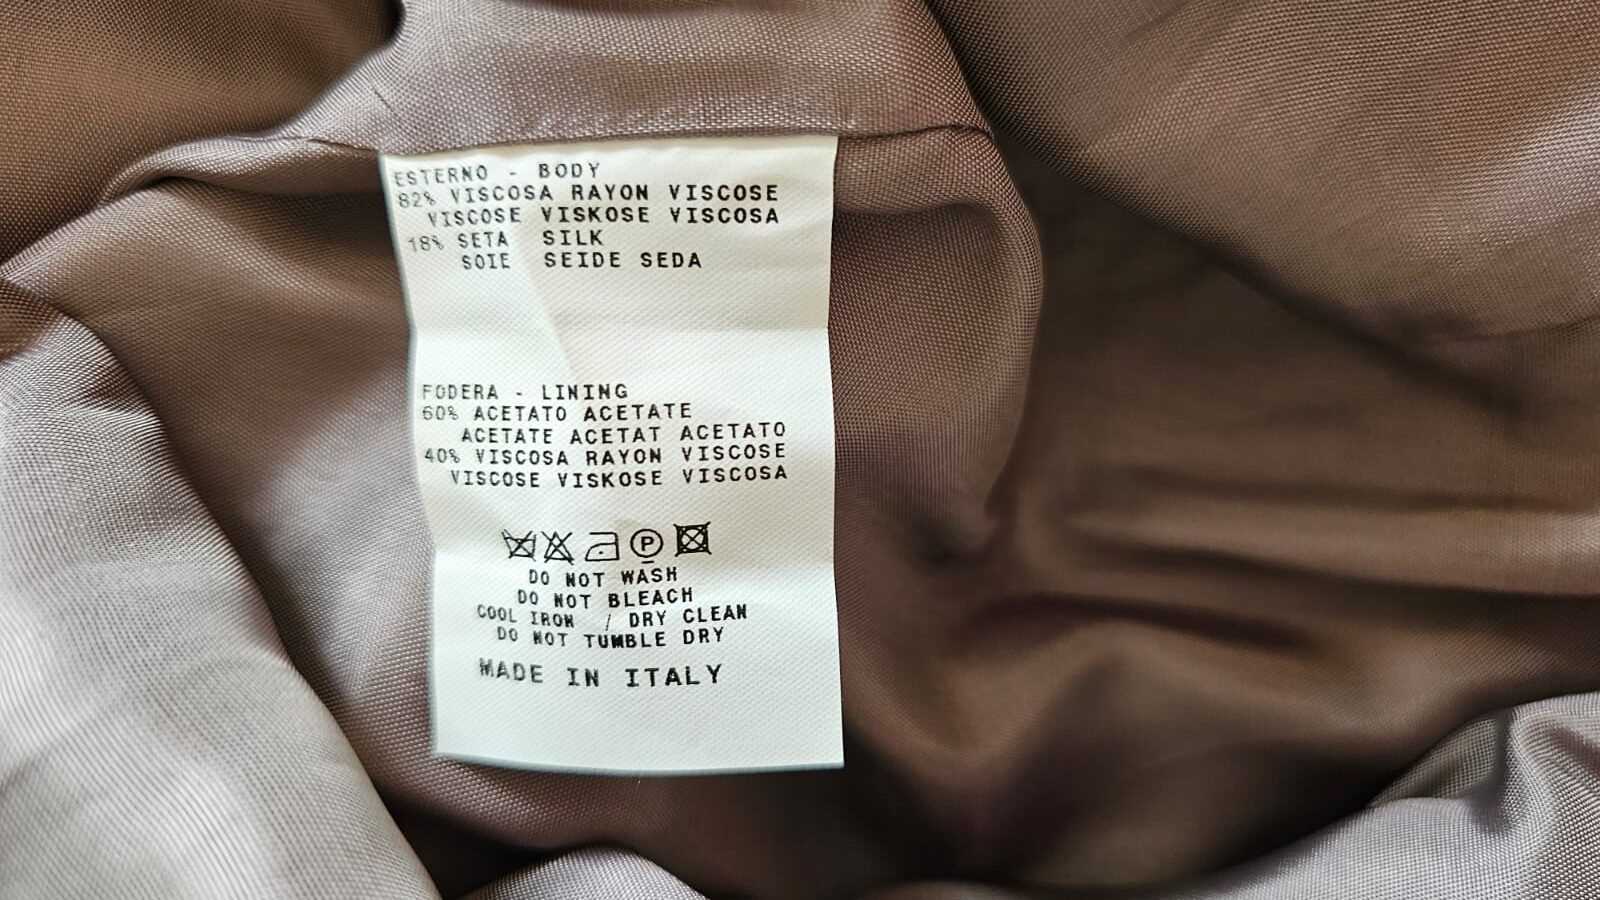 ESTERNO - BODY
82% VISCOSA RAYON VISCOSE
VISCOSE VISKOSE VISCOSA
18% SETA SILK
SOIE SEIDE SEDA
FODERA - LINING
60% ACETATO ACETATE
ACETATE ACETAT ACETATO
40% VISCOSA RAYON VISCOSE
VISCOSE VISKOSE VISCOSA
P
DO NOT WASH
DO NOT BLEACH
COOL IRON / DRY CLEAN
DO NOT TUMBLE DRY
MADE IN ITALY